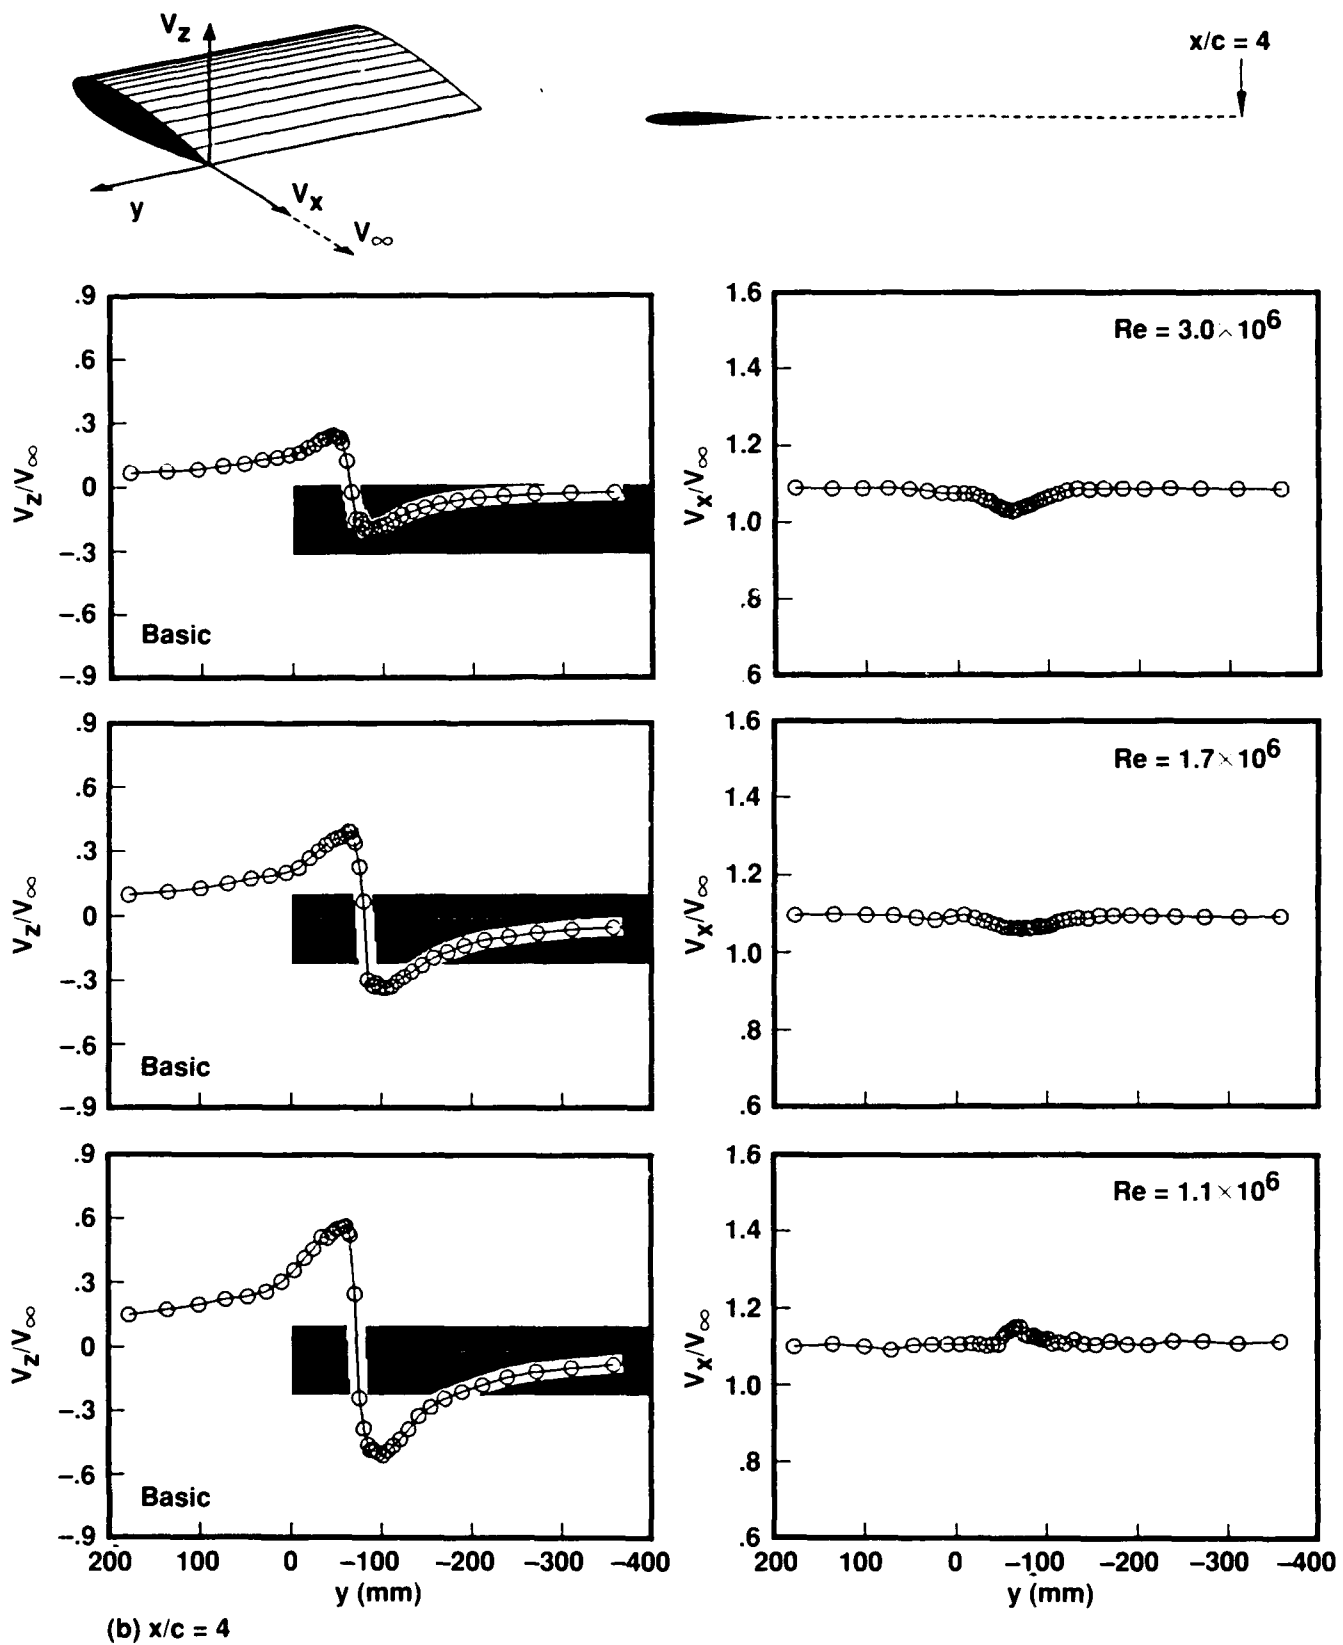 V_z
x/c = 4
y
V_x
V_∞
.9
.6
.3
0
–.3
–.6
–.9
V_z/V_∞
Basic
1.6
1.4
1.2
1.0
.8
.6
V_x/V_∞
Re = 3.0 × 10^6
.9
.6
.3
0
–.3
–.6
–.9
V_z/V_∞
Basic
1.6
1.4
1.2
1.0
.8
.6
V_x/V_∞
Re = 1.7 × 10^6
.9
.6
.3
0
–.3
–.6
–.9
V_z/V_∞
Basic
200 100 0 –100 –200 –300 –400
y (mm)
1.6
1.4
1.2
1.0
.8
.6
V_x/V_∞
Re = 1.1 × 10^6
200 100 0 –100 –200 –300 –400
y (mm)
(b) x/c = 4